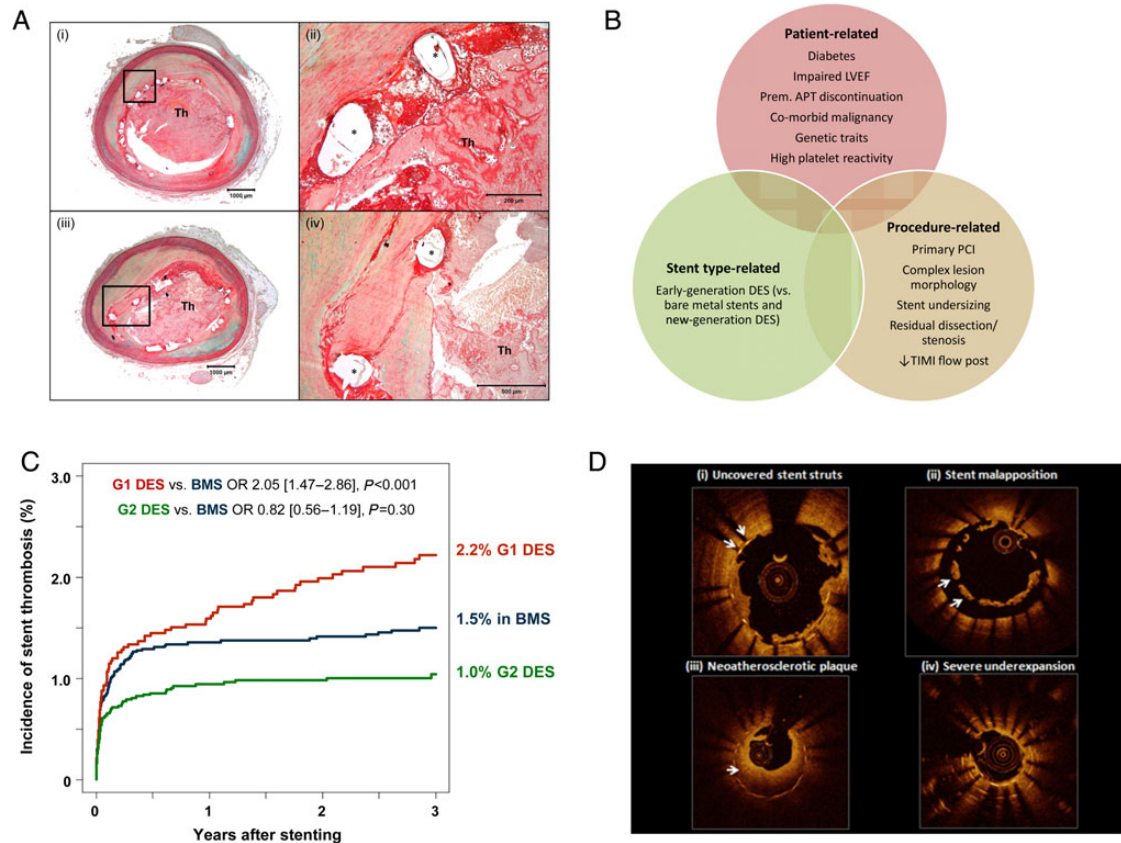 A
(i)
Th
1000 µm
(ii)
*
*
Th
200 µm
(iii)
Th
1000 µm
(iv)
*
*
Th
500 µm
B
Patient-related
Diabetes
Impaired LVEF
Prem. APT discontinuation
Co-morbid malignancy
Genetic traits
High platelet reactivity
Stent type-related
Early-generation DES (vs.
bare metal stents and
new-generation DES)
Procedure-related
Primary PCI
Complex lesion
morphology
Stent undersizing
Residual dissection/
stenosis
↓TIMI flow post
C
Incidence of stent thrombosis (%)
3.0
2.0
1.0
0
G1 DES vs. BMS OR 2.05 [1.47–2.86], P<0.001
G2 DES vs. BMS OR 0.82 [0.56–1.19], P=0.30
2.2% G1 DES
1.5% in BMS
1.0% G2 DES
0 1 2 3
Years after stenting
D
(i) Uncovered stent struts
(ii) Stent malapposition
(iii) Neoatherosclerotic plaque
(iv) Severe underexpansion